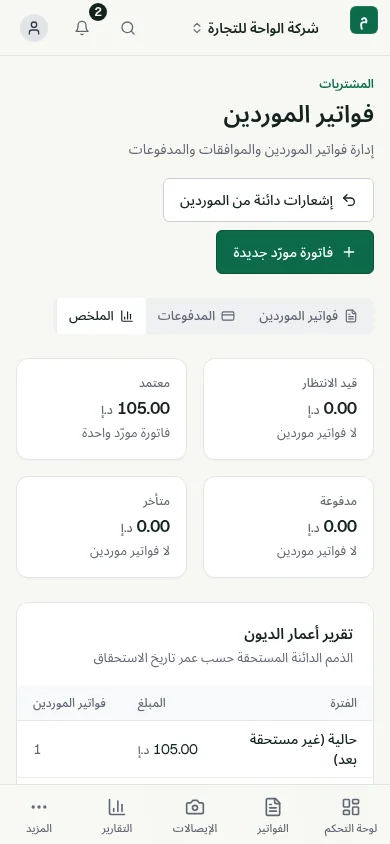 م
شركة الواحة للتجارة
2
المشتريات
فواتير الموردين
إدارة فواتير الموردين والموافقات والمدفوعات
إشعارات دائنة من الموردين
فاتورة مورّد جديدة
فواتير الموردين
المدفوعات
الملخص
قيد الانتظار
0.00 د.إ
لا فواتير موردين
معتمد
105.00 د.إ
فاتورة مورّد واحدة
مدفوعة
0.00 د.إ
لا فواتير موردين
متأخر
0.00 د.إ
لا فواتير موردين
تقرير أعمار الديون
الذمم الدائنة المستحقة حسب عمر تاريخ الاستحقاق
الفترة المبلغ فواتير الموردين
حالية (غير مستحقة بعد) 105.00 د.إ 1
لوحة التحكم
الفواتير
الإيصالات
التقارير
المزيد